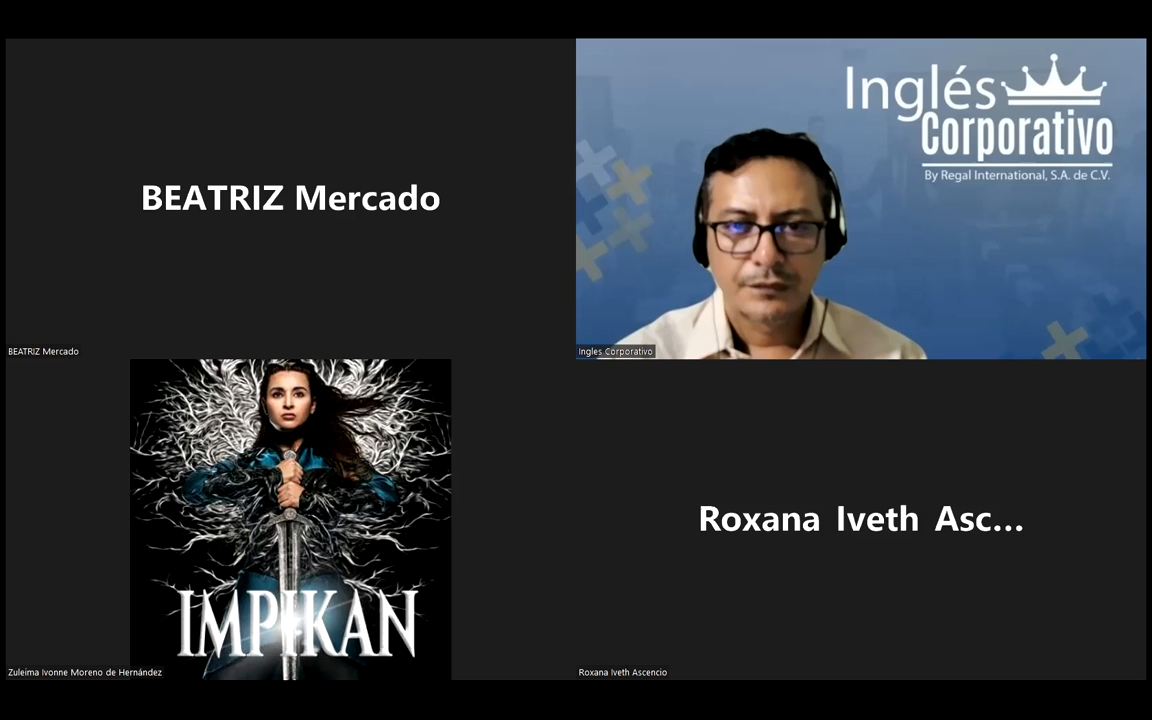 BEATRIZ Mercado
BEATRIZ Mercado
Inglés
Corporativo
By Regal International, S.A. de C.V.
Ingles Corporativo
IMPIKAN
Zuleima Ivonne Moreno de Hernández
Roxana Iveth Asc...
Roxana Iveth Ascencio